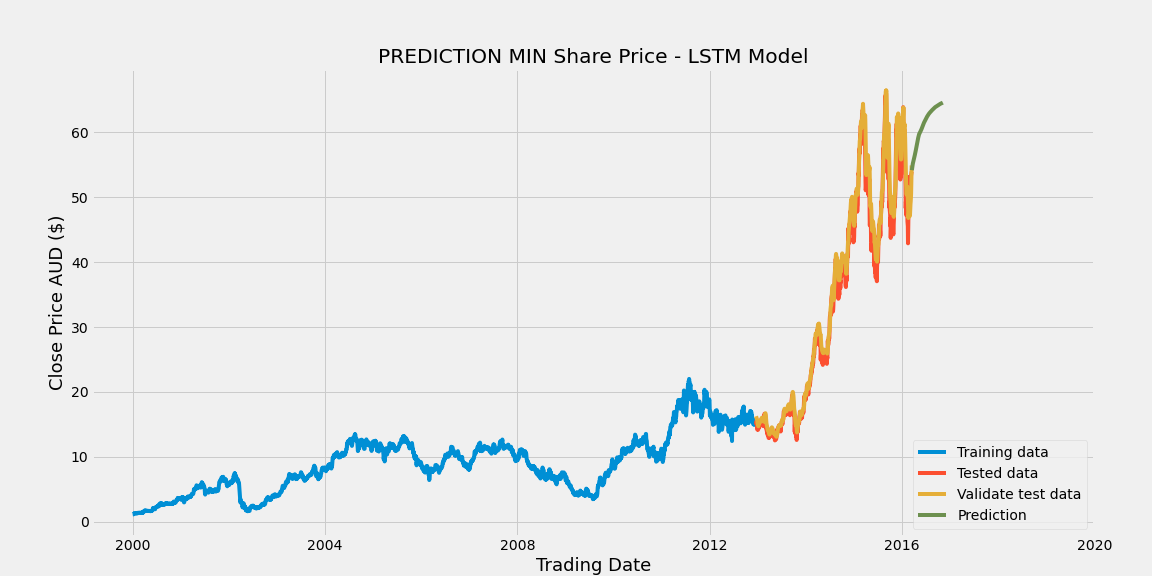 PREDICTION MIN Share Price - LSTM Model
Close Price AUD ($)
60
50
40
30
20
10
0
Training data
Tested data
Validate test data
Prediction
2000 2004 2008 2012 2016 2020
Trading Date